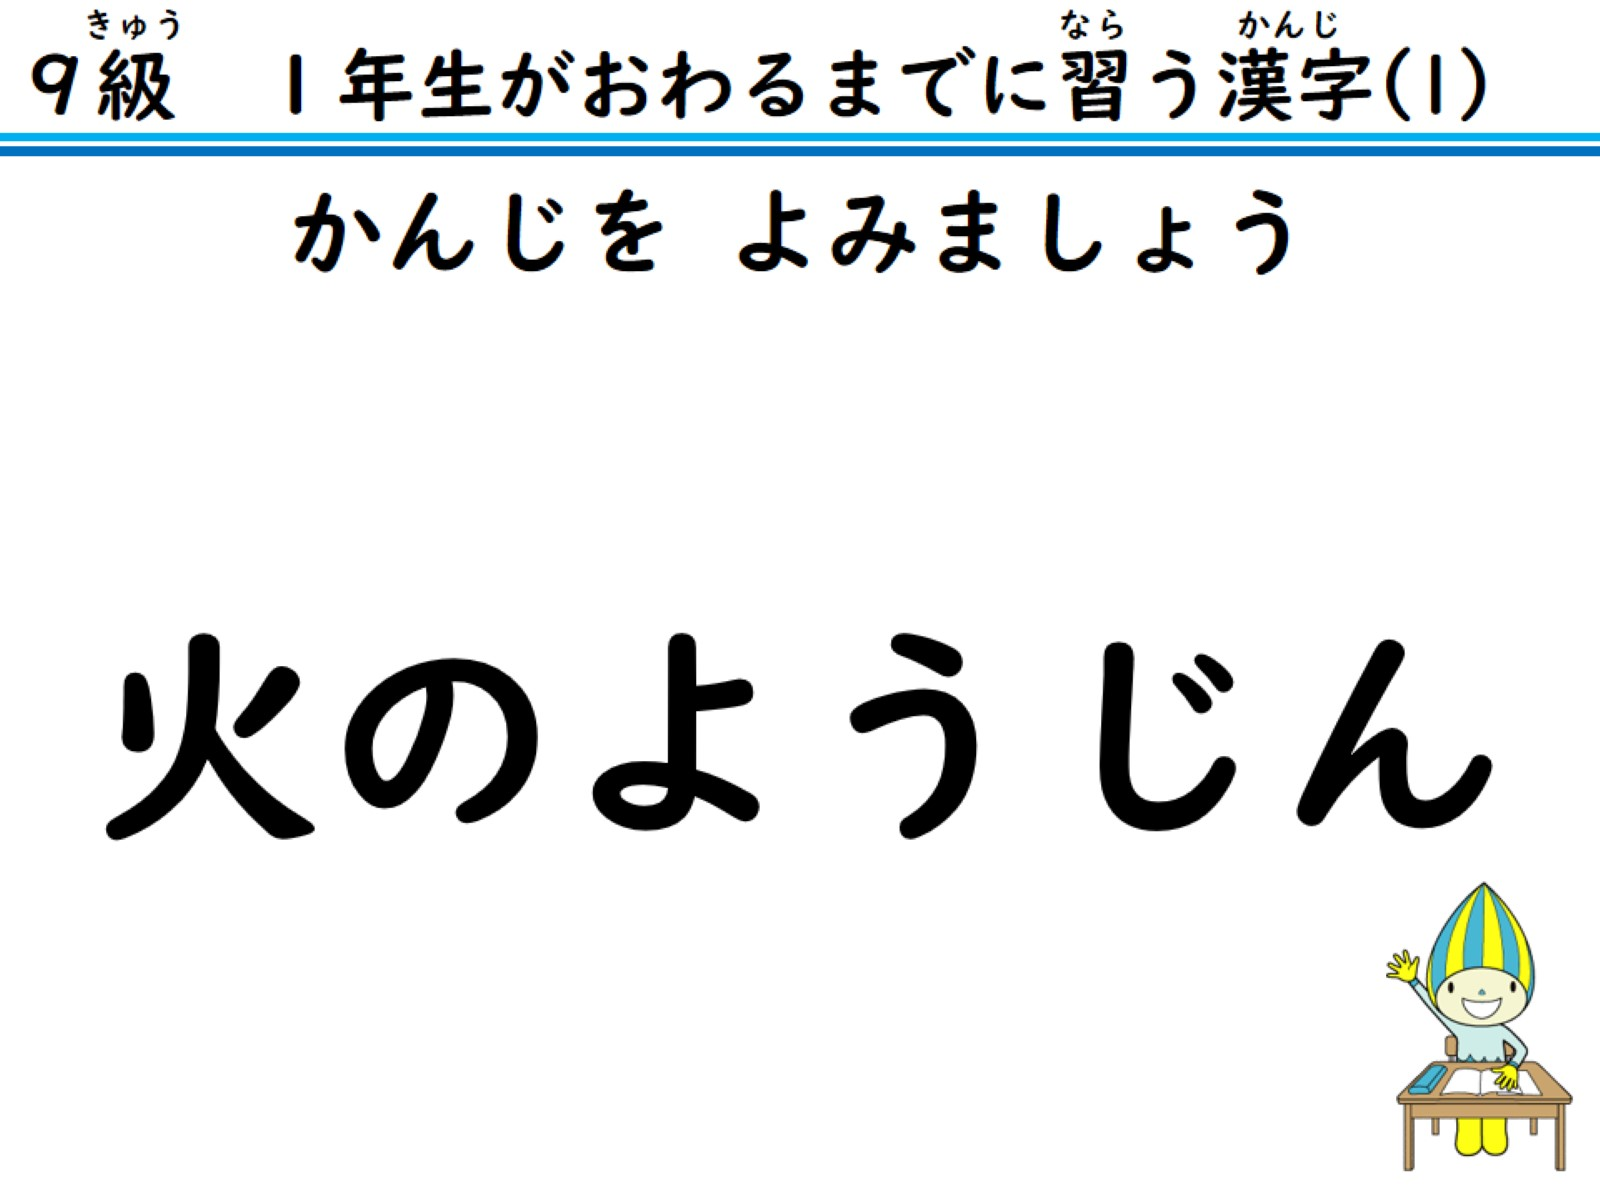 きゅう なら かんじ
9級 1年生がおわるまでに習う漢字(1)
かんじを よみましょう
火のようじん